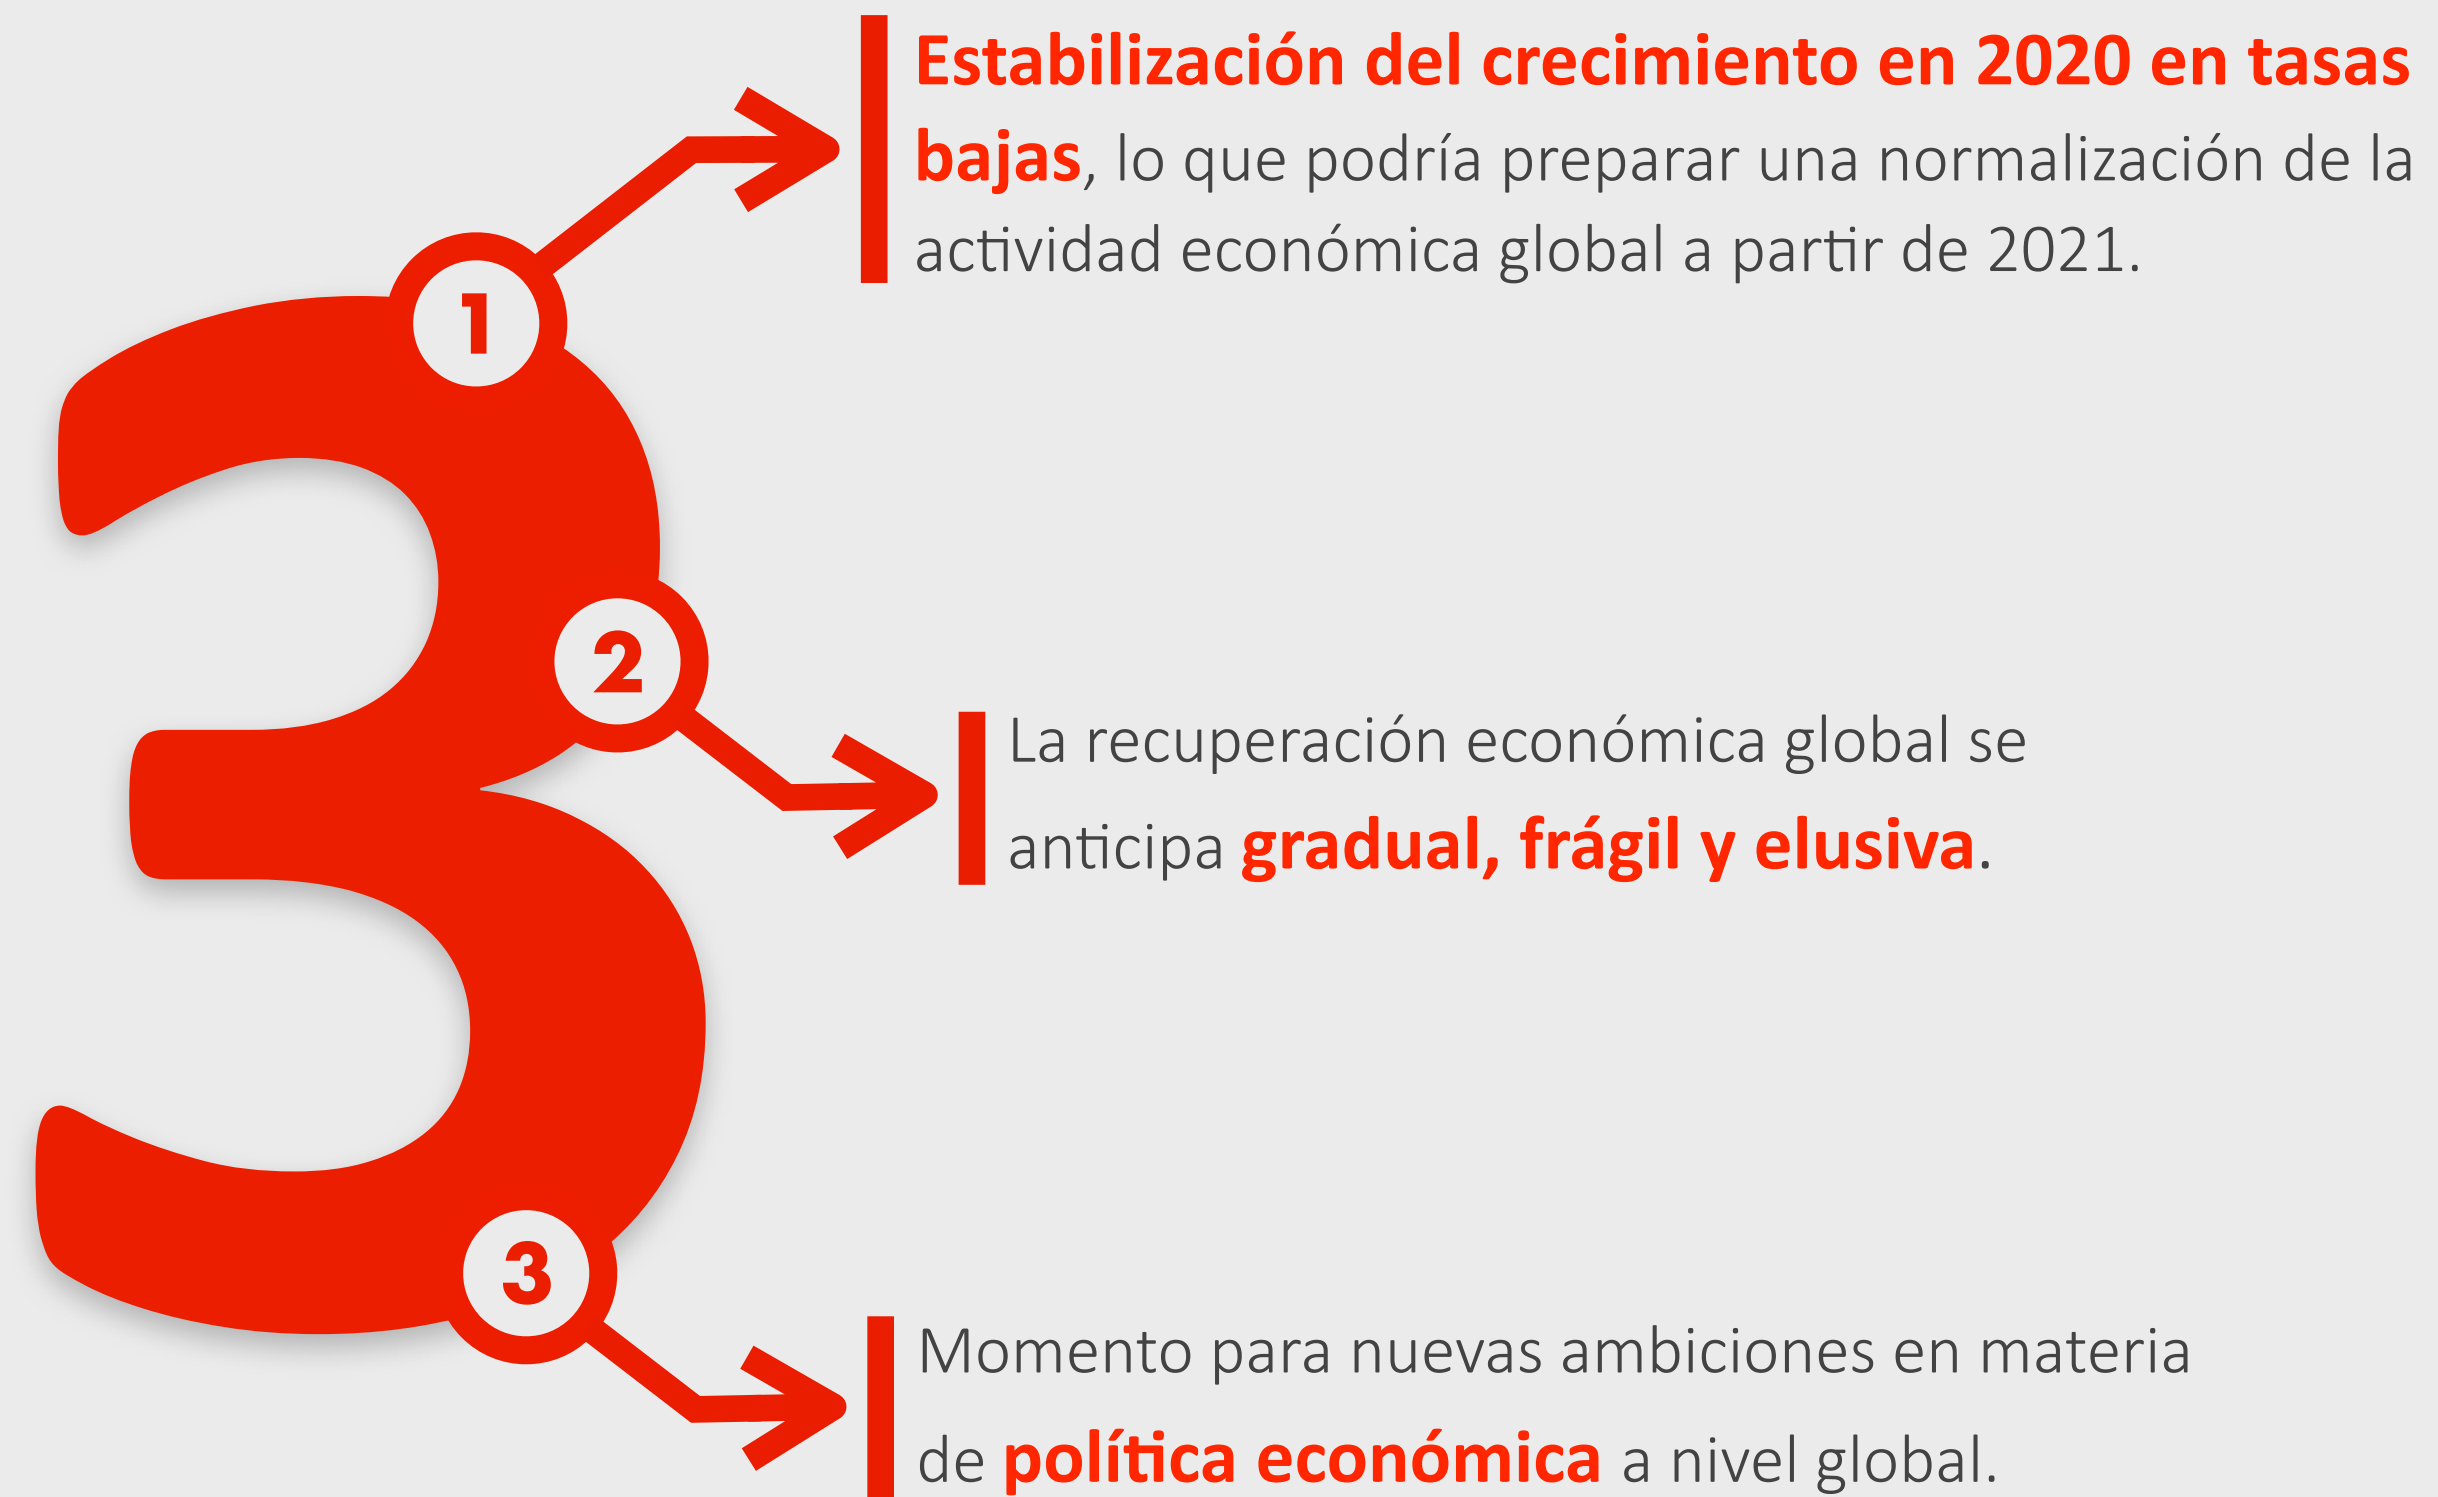 Estabilización del crecimiento en 2020 en tasas
bajas, lo que podría preparar una normalización de la
actividad económica global a partir de 2021.
1
3
2
La recuperación económica global se
anticipa gradual, frágil y elusiva.
3
Momento para nuevas ambiciones en materia
de política económica a nivel global.